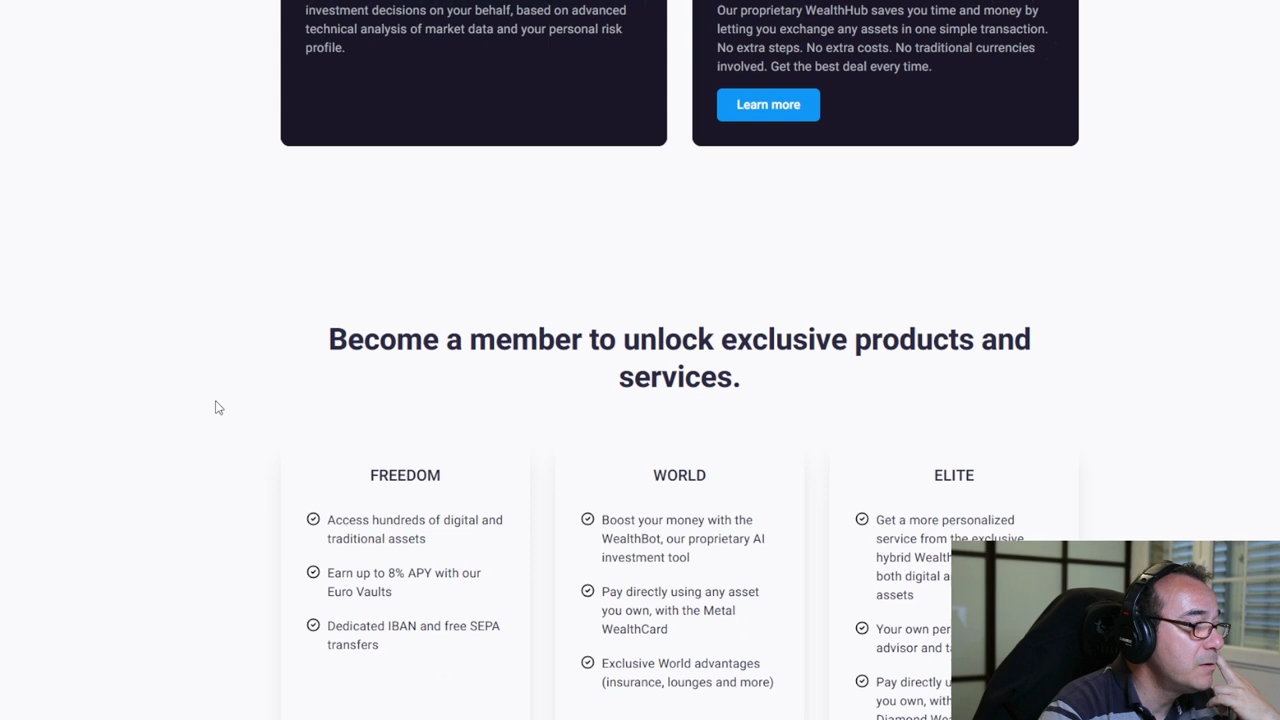 investment decisions on your behalf, based on advanced
technical analysis of market data and your personal risk
profile.
Our proprietary WealthHub saves you time and money by
letting you exchange any assets in one simple transaction.
No extra steps. No extra costs. No traditional currencies
involved. Get the best deal every time.
Learn more
Become a member to unlock exclusive products and
services.
FREEDOM
Access hundreds of digital and
traditional assets
Earn up to 8% APY with our
Euro Vaults
Dedicated IBAN and free SEPA
transfers
WORLD
Boost your money with the
WealthBot, our proprietary AI
investment tool
Pay directly using any asset
you own, with the Metal
WealthCard
Exclusive World advantages
(insurance, lounges and more)
ELITE
Get a more personalized
service from the exclusive
hybrid
both digital
assets
Your own
advisor and
Pay directly
you own, with
Diamond